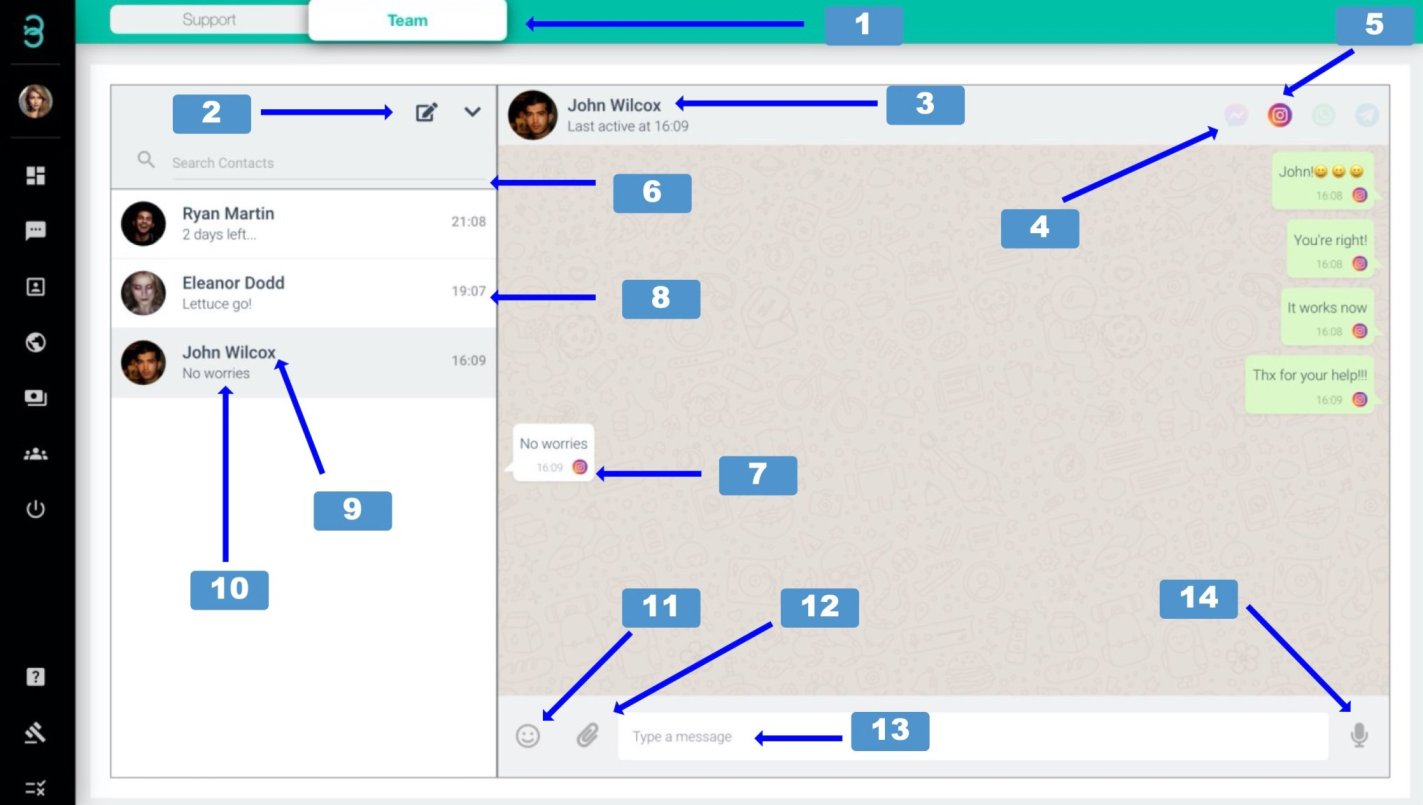 Support
Team
1
5
2
John Wilcox
Last active at 16:09
3
Search Contacts
6
4
John!😀 😀 😀
16:08
Ryan Martin
2 days left...
21:08
You're right!
16:08
Eleanor Dodd
Lettuce go!
19:07
8
It works now
16:08
John Wilcox
No worries
16:09
Thx for your help!!!
16:09
No worries
16:09
7
9
10
11
12
14
Type a message
13
?